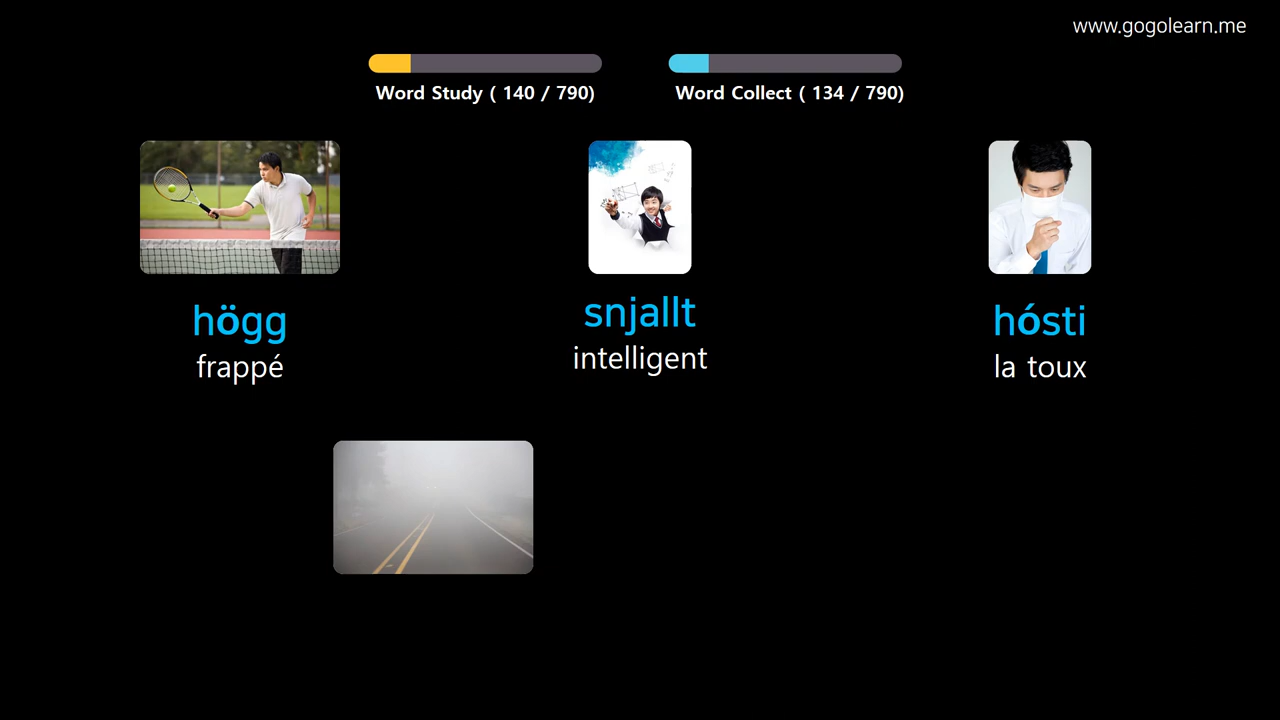 www.gogolearn.me
Word Study ( 140 / 790)
Word Collect ( 134 / 790)
högg
frappé
snjallt
intelligent
hósti
la toux